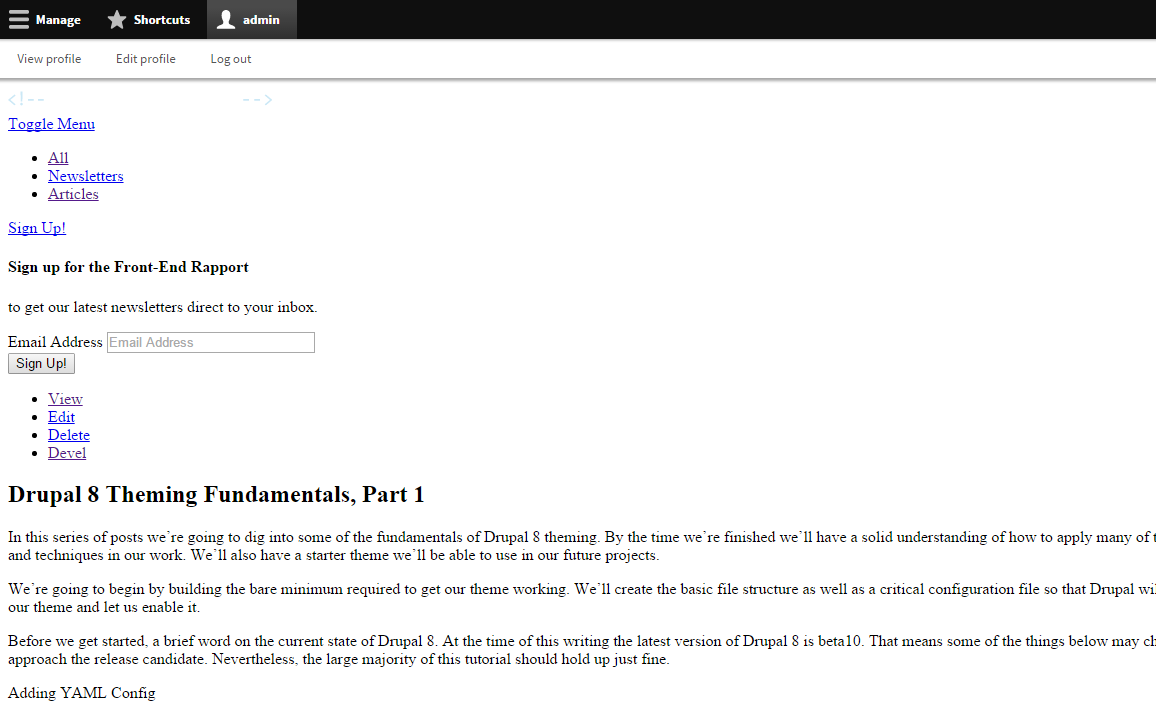 Manage Shortcuts admin
View profile Edit profile Log out
<!-- -->
Toggle Menu
All
Newsletters
Articles
Sign Up!
Sign up for the Front-End Rapport
to get our latest newsletters direct to your inbox.
Email Address Email Address
Sign Up!
View
Edit
Delete
Devel
Drupal 8 Theming Fundamentals, Part 1
In this series of posts we’re going to dig into some of the fundamentals of Drupal 8 theming. By the time we’re finished we’ll have a solid understanding of how to apply many of
and techniques in our work. We’ll also have a starter theme we’ll be able to use in our future projects.
We’re going to begin by building the bare minimum required to get our theme working. We’ll create the basic file structure as well as a critical configuration file so that Drupal
our theme and let us enable it.
Before we get started, a brief word on the current state of Drupal 8. At the time of this writing the latest version of Drupal 8 is beta10. That means some of the things below may
approach the release candidate. Nevertheless, the large majority of this tutorial should hold up just fine.
Adding YAML Config